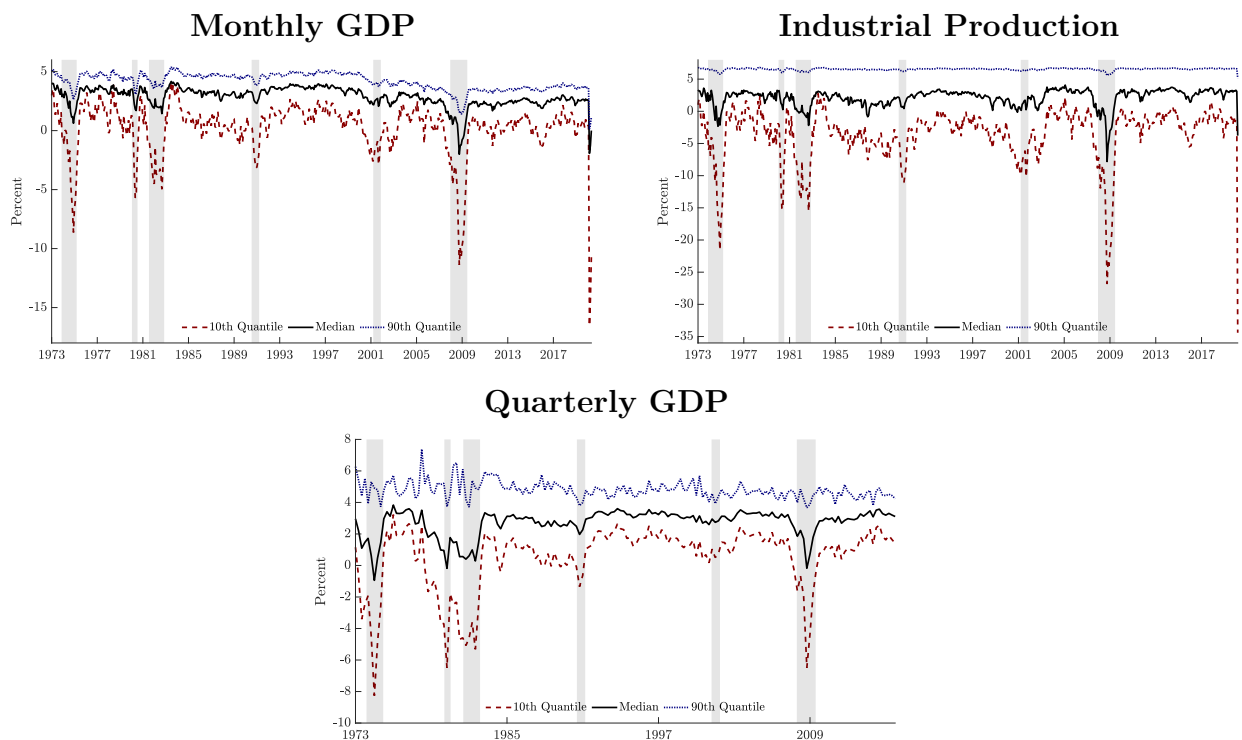 Monthly GDP
Percent
5
0
-5
-10
-15
10th Quantile Median 90th Quantile
1973 1977 1981 1985 1989 1993 1997 2001 2005 2009 2013 2017
Industrial Production
Percent
5
0
-5
-10
-15
-20
-25
-30
-35
10th Quantile Median 90th Quantile
1973 1977 1981 1985 1989 1993 1997 2001 2005 2009 2013 2017
Quarterly GDP
Percent
8
6
4
2
0
-2
-4
-6
-8
-10
10th Quantile Median 90th Quantile
1973 1985 1997 2009